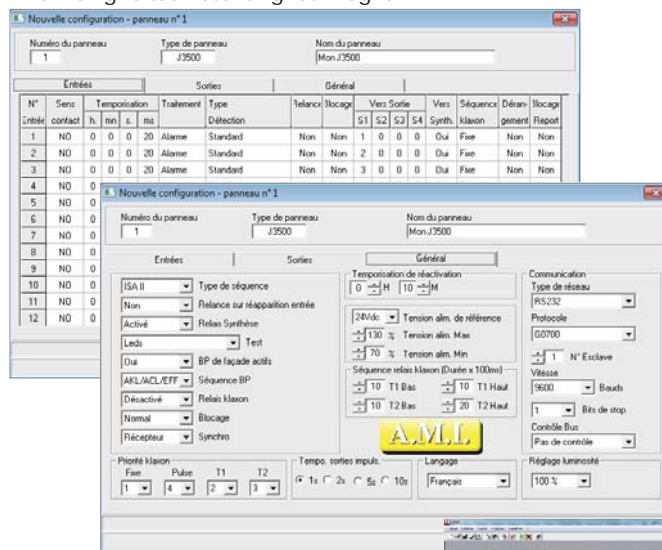 Nouvelle configuration - panneau n° 1
Numéro du panneau Type de panneau Nom du panneau
1 J3500 Mon J3500
Entrées Sorties Général
N° Sens Temporisation Traitement Type Relance Blocage Vers Sortie Vers Séquence Déran- Blocage
Entrée contact h. mn s. ms Détection S1 S2 S3 S4 Synth. klaxon gement Report
1 NO 0 0 0 20 Alarme Standard Non Non 1 0 0 0 Oui Fixe Non Non
2 NO 0 0 0 20 Alarme Standard Non Non 2 0 0 0 Oui Fixe Non Non
3 NO 0 0 0 20 Alarme Standard Non Non 3 0 0 0 Oui Fixe Non Non
4 NO 0
5 NO 0
6 NO 0
7 NO 0
8 NO 0
9 NO 0
10 NO 0
11 NO 0
12 NO 0
Nouvelle configuration - panneau n° 1
Numéro du panneau Type de panneau Nom du panneau
1 J3500 Mon J3500
Entrées Sorties Général
ISA II Type de séquence
Non Relance sur réapparition entrée
Activé Relais Synthèse
Leds Test
Oui BP de façade actifs
AKL/ACL/EFF Séquence BP
Désactivé Relais klaxon
Normal Blocage
Récepteur Synchro
Temporisation de réactivation
0 H 10 M
24Vdc Tension alim. de référence
130 % Tension alim. Max
70 % Tension alim. Min
Séquence relais klaxon (Durée x 100ms)
10 T1 Bas 10 T1 Haut
10 T2 Bas 20 T2 Haut
A.M.I.
Communication
Type de réseau
RS232
Protocole
G0700
1 N° Esclave
Vitesse
9600 Bauds
1 Bits de stop
Contrôle Bus
Pas de contrôle
Priorité klaxon
Fixe Pulse T1 T2
1 4 2 3
Tempo. sorties impuls.
1s 2s 5s 10s
Langage
Français
Réglage luminosité
100 %